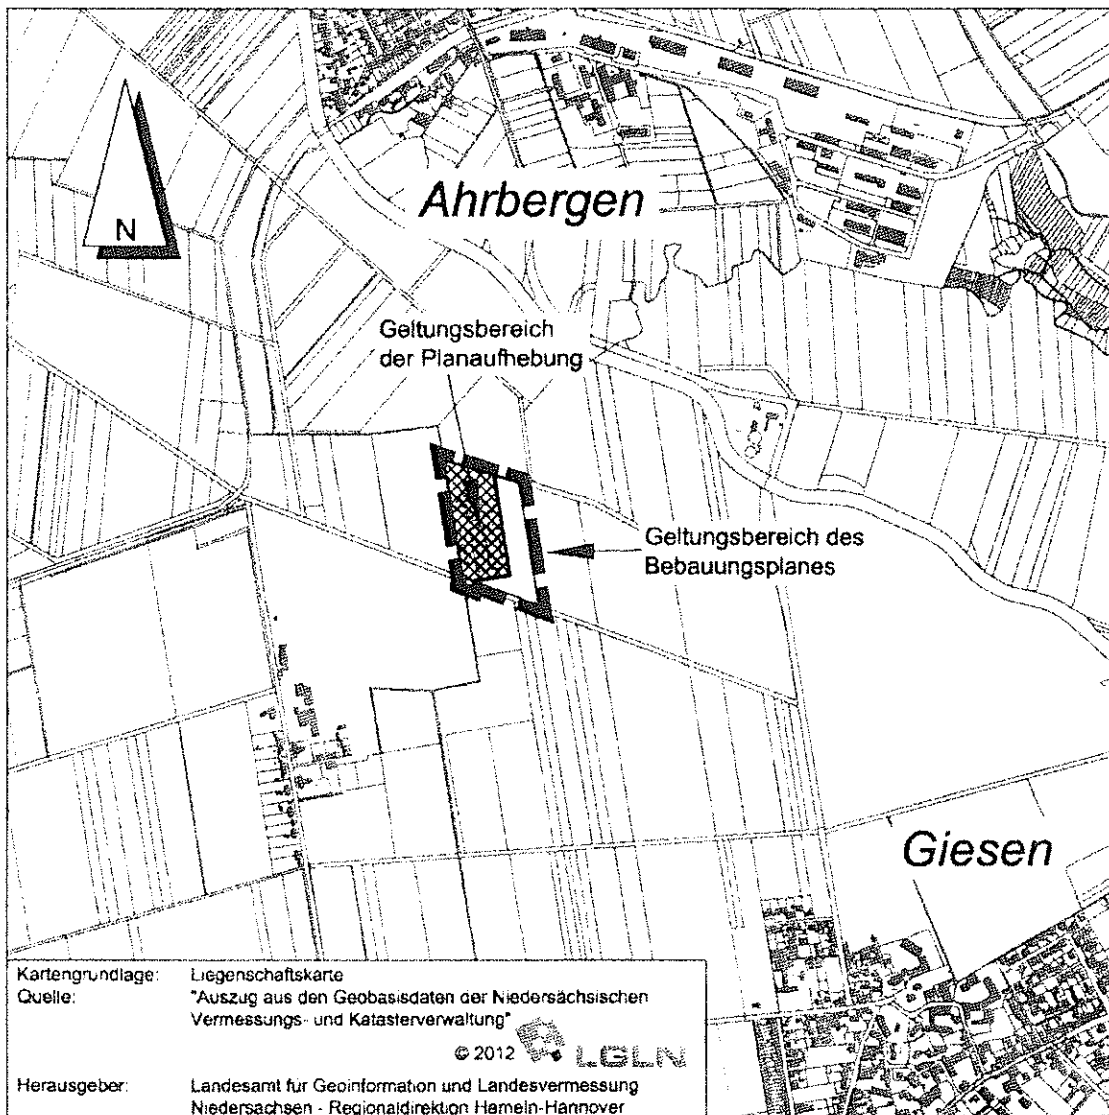 Ahrbergen
N
Geltungsbereich
der Planaufhebung
Geltungsbereich des
Bebauungsplanes
Giesen
Kartengrundlage: Liegenschaftskarte
Quelle: "Auszug aus den Geobasisdaten der Niedersächsischen
Vermessungs- und Katasterverwaltung"
© 2012 LGLN
Herausgeber: Landesamt für Geoinformation und Landesvermessung
Niedersachsen - Regionaldirektion Hameln-Hannover